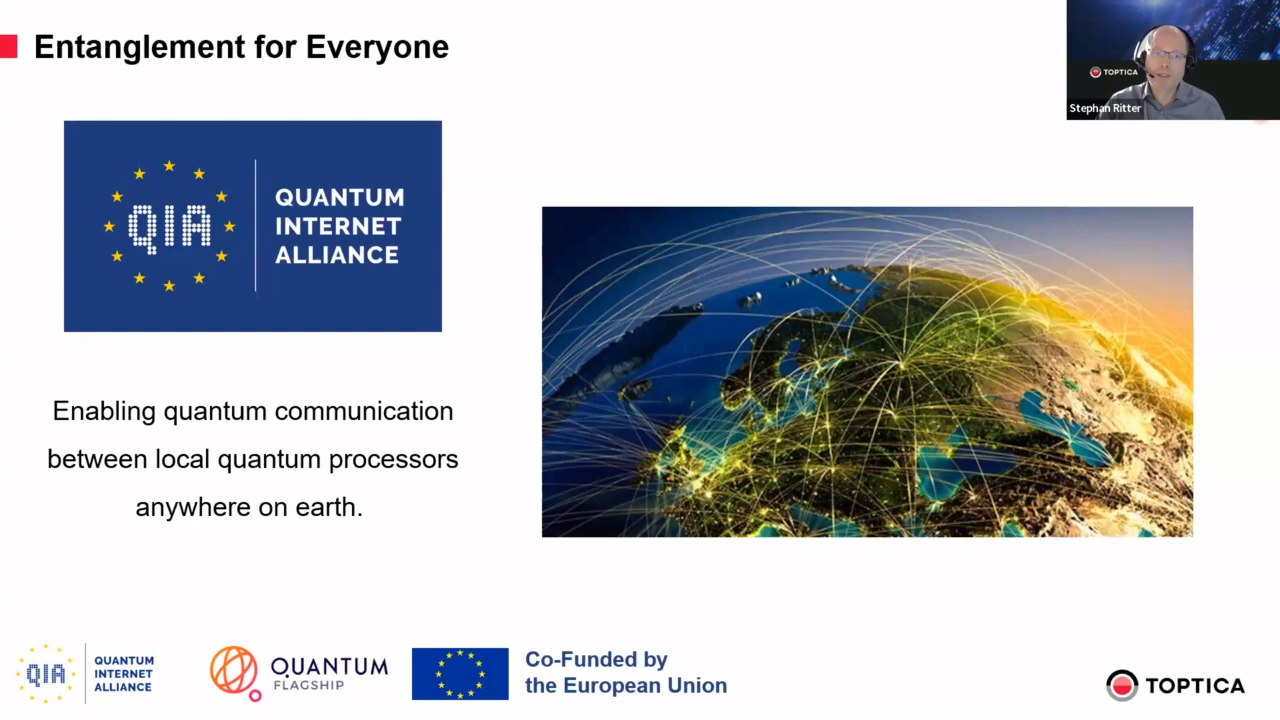 Entanglement for Everyone
TOPTICA
Stephan Ritter
QIA
QUANTUM
INTERNET
ALLIANCE
Enabling quantum communication
between local quantum processors
anywhere on earth.
QIA
QUANTUM
INTERNET
ALLIANCE
QUANTUM
FLAGSHIP
Co-Funded by
the European Union
TOPTICA